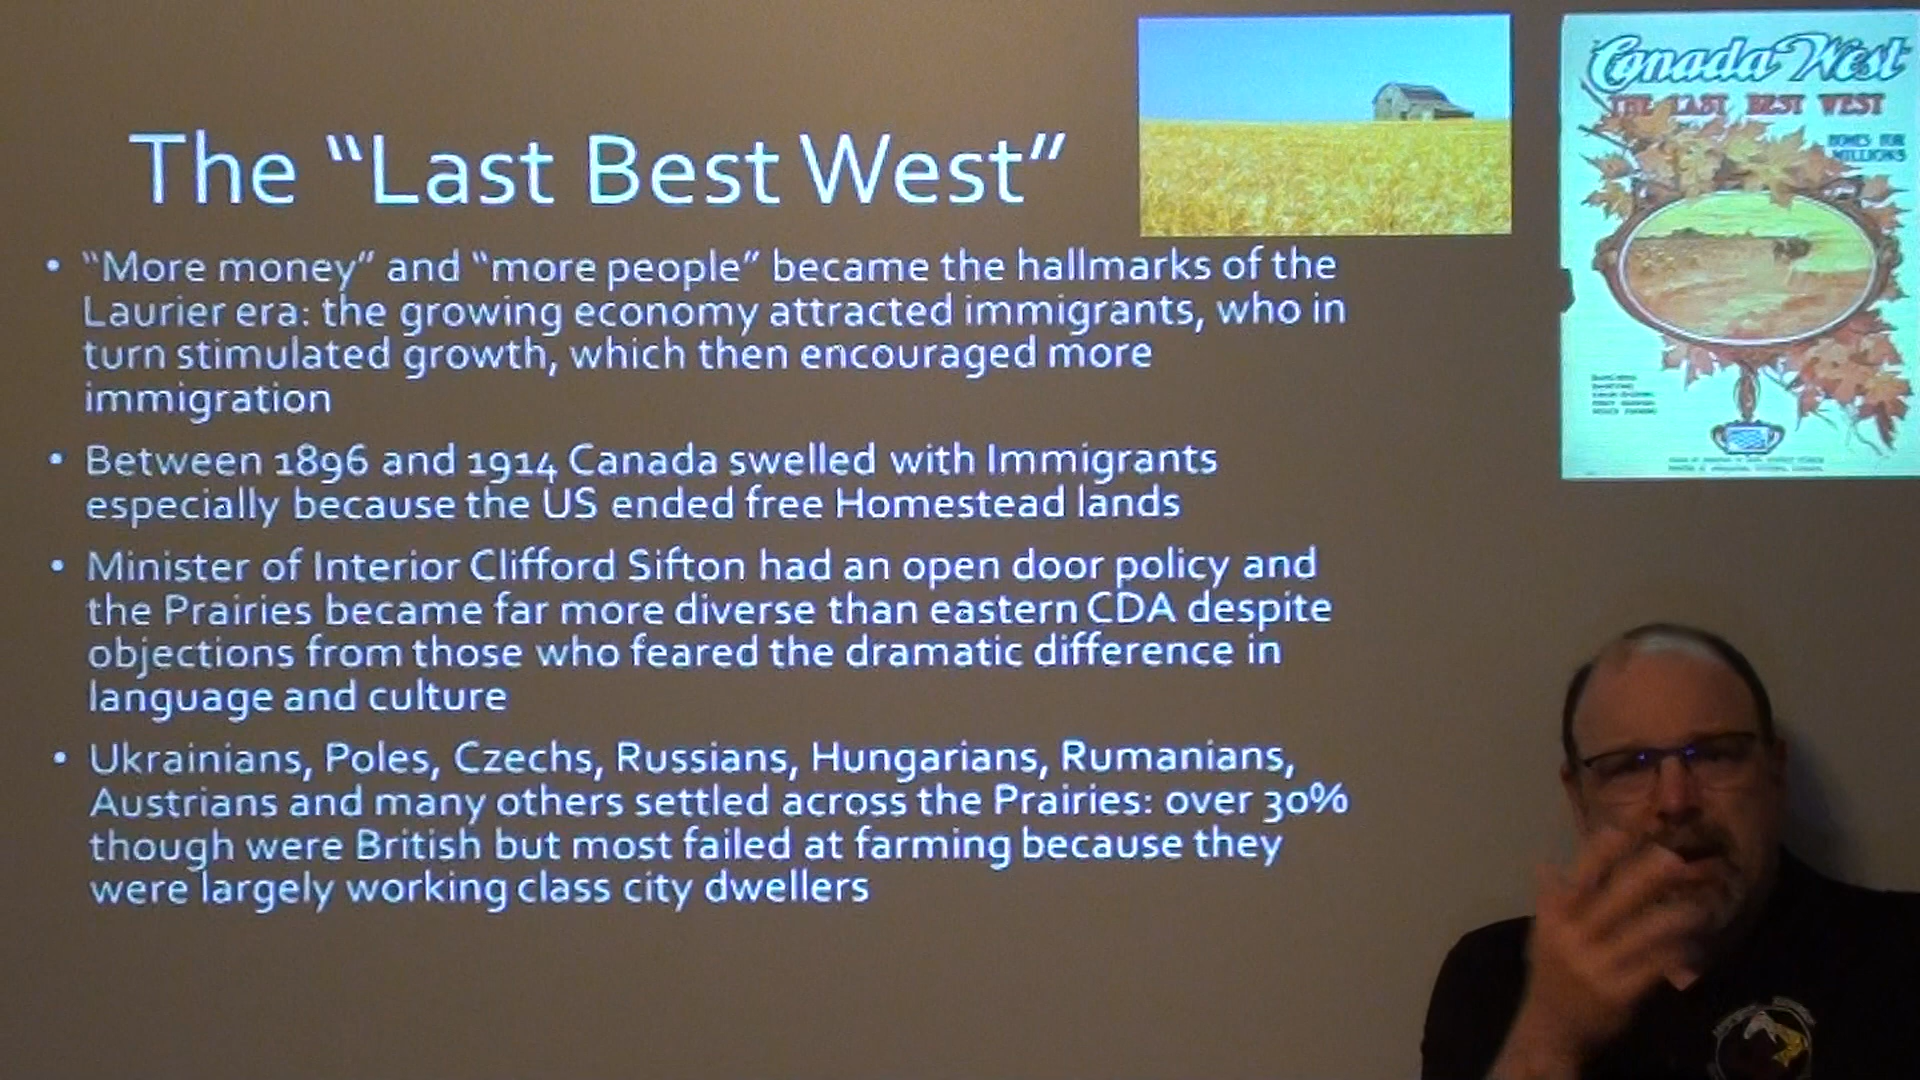 The “Last Best West”
• “More money” and “more people” became the hallmarks of the
Laurier era: the growing economy attracted immigrants, who in
turn stimulated growth, which then encouraged more
immigration
• Between 1896 and 1914 Canada swelled with Immigrants
especially because the US ended free Homestead lands
• Minister of Interior Clifford Sifton had an open door policy and
the Prairies became far more diverse than eastern CDA despite
objections from those who feared the dramatic difference in
language and culture
• Ukrainians, Poles, Czechs, Russians, Hungarians, Rumanians,
Austrians and many others settled across the Prairies: over 30%
though were British but most failed at farming because they
were largely working class city dwellers
Canada West
THE LAST BEST WEST
HOMES FOR
MILLIONS